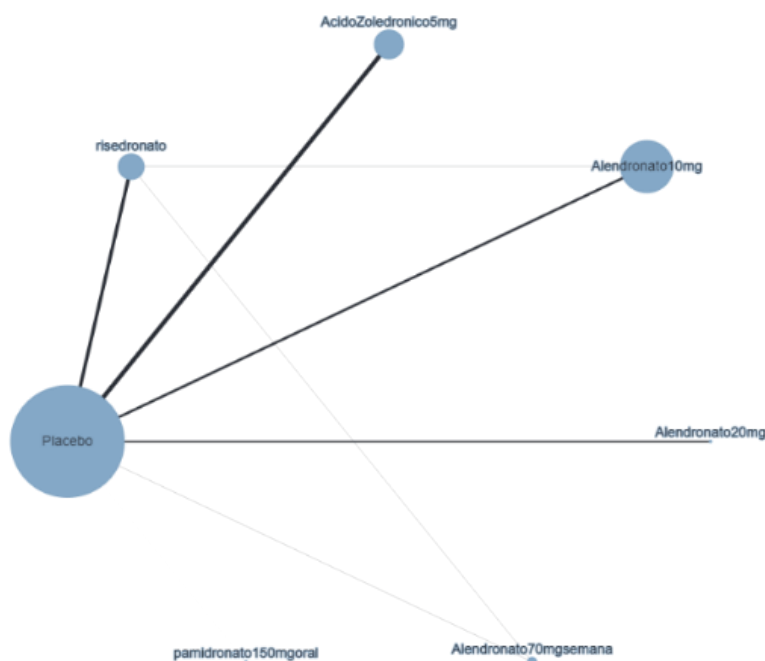 AcidoZoledronico5mg
risedronato
Alendronato10mg
Placebo
Alendronato20mg
pamidronato150mgoral
Alendronato70mgsemana